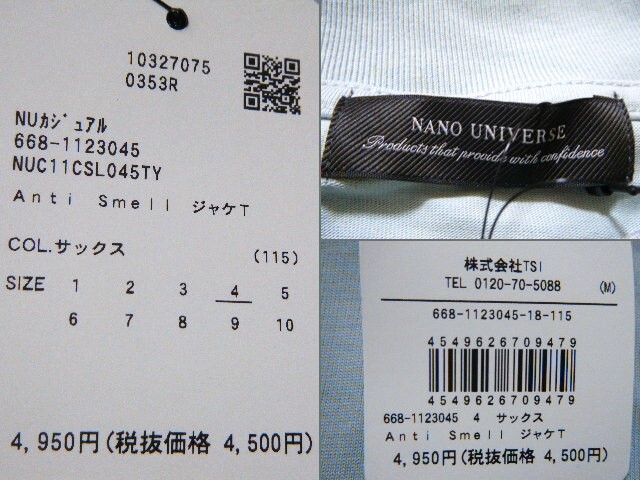 10327075
0353R
NUカジュアル
668-1123045
NUC11CSL045TY
Anti Smell ジャケT
COL.サックス (115)
SIZE 1 2 3 4 5
6 7 8 9 10
4,950円(税抜価格 4,500円)
NANO UNIVERSE
Products that provide with confidence
株式会社TSI
TEL 0120-70-5088 (M)
668-1123045-18-115
4549626709479
4549626709479
668-1123045 4 サックス
Anti Smell ジャケT
4,950円(税抜価格 4,500円)